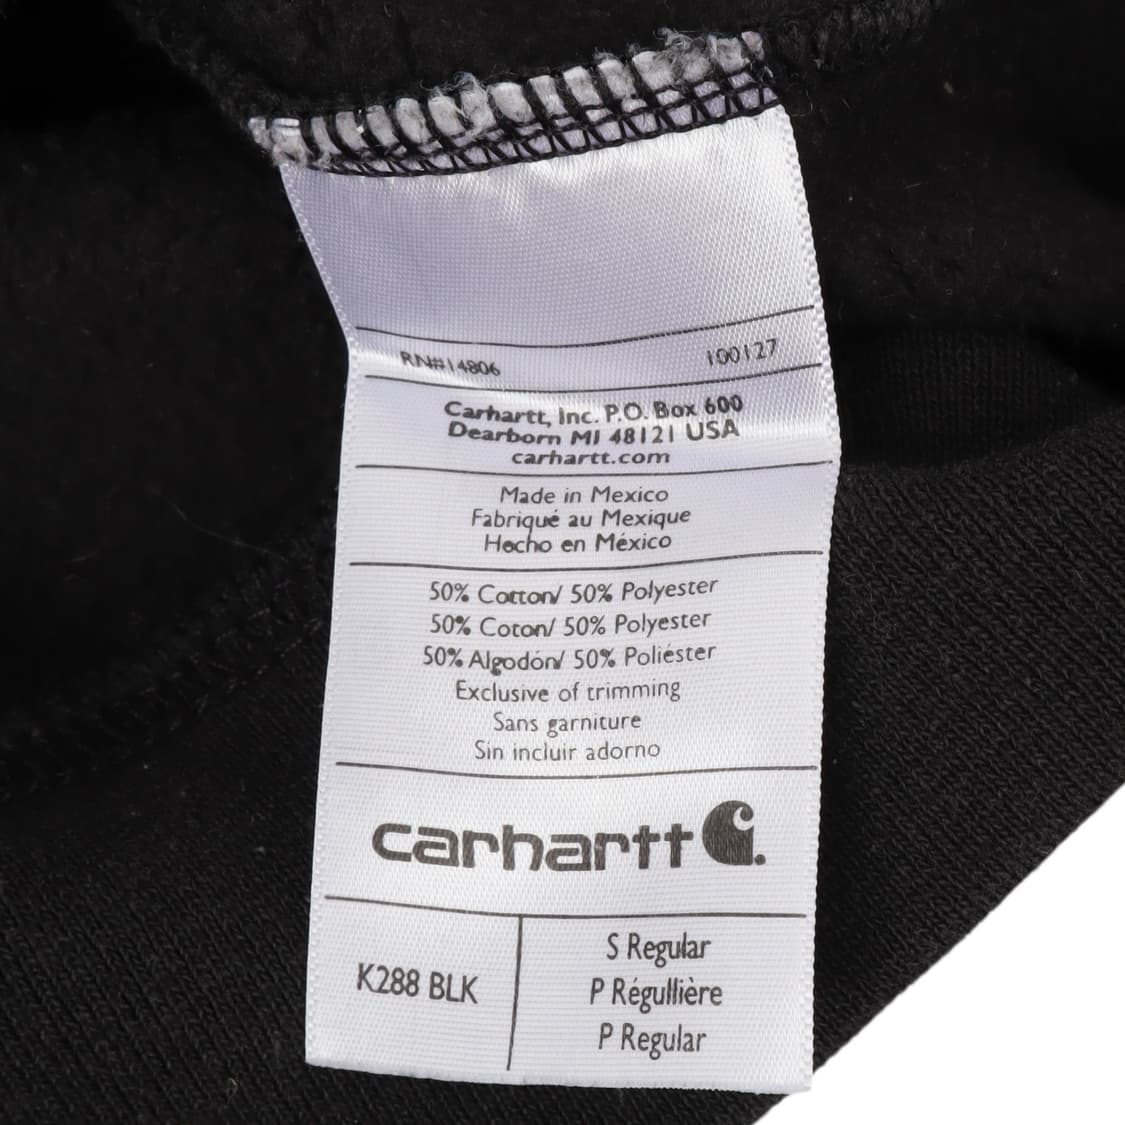 RN#14806 100127
Carhartt, Inc. P.O. Box 600
Dearborn MI 48121 USA
carhartt.com
Made in Mexico
Fabriqué au Mexique
Hecho en México
50% Cotton/ 50% Polyester
50% Coton/ 50% Polyester
50% Algodón/ 50% Poliéster
Exclusive of trimming
Sans garniture
Sin incluir adorno
carhartt
K288 BLK
S Regular
P Régullière
P Regular